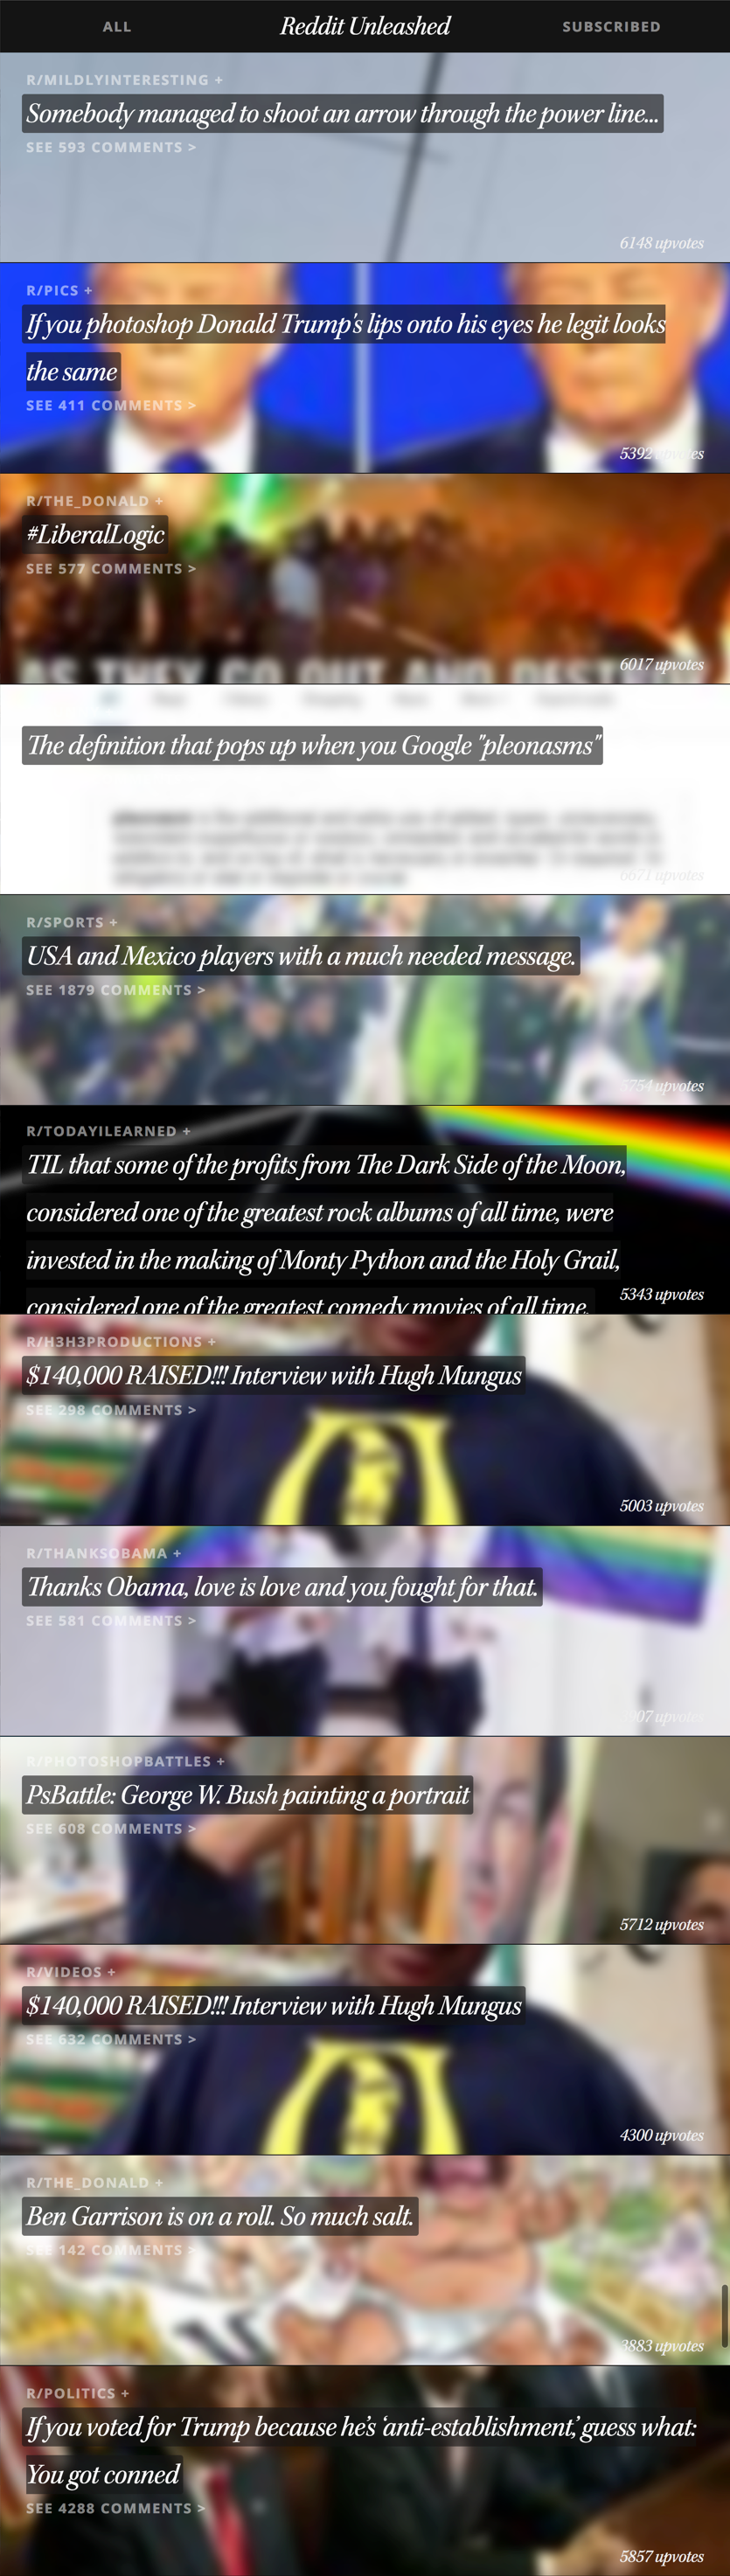 ALL Reddit Unleashed SUBSCRIBED
R/MILDLYINTERESTING +
Somebody managed to shoot an arrow through the power line...
SEE 593 COMMENTS >
6148 upvotes
R/PICS +
If you photoshop Donald Trump's lips onto his eyes he legit looks
the same
SEE 411 COMMENTS >
5392 upvotes
R/THE_DONALD +
#LiberalLogic
SEE 577 COMMENTS >
AS THEY GO OUT AND
6017 upvotes
The definition that pops up when you Google "pleonasms"
6671 upvotes
R/SPORTS +
USA and Mexico players with a much needed message.
SEE 1879 COMMENTS >
5754 upvotes
R/TODAYILEARNED +
TIL that some of the profits from The Dark Side of the Moon,
considered one of the greatest rock albums of all time, were
invested in the making of Monty Python and the Holy Grail,
considered one of the greatest comedy movies of all time.
5343 upvotes
R/H3H3PRODUCTIONS +
$140,000 RAISED!!! Interview with Hugh Mungus
SEE 298 COMMENTS >
5003 upvotes
R/THANKSOBAMA +
Thanks Obama, love is love and you fought for that.
SEE 581 COMMENTS >
upvotes
R/PHOTOSHOPBATTLES +
PsBattle: George W. Bush painting a portrait
SEE 608 COMMENTS >
5712 upvotes
R/VIDEOS +
$140,000 RAISED!!! Interview with Hugh Mungus
SEE 632 COMMENTS >
4300 upvotes
R/THE_DONALD +
Ben Garrison is on a roll. So much salt.
SEE 142 COMMENTS >
3883 upvotes
R/POLITICS +
If you voted for Trump because he’s ‘anti-establishment,’ guess what:
You got conned
SEE 4288 COMMENTS >
5857 upvotes